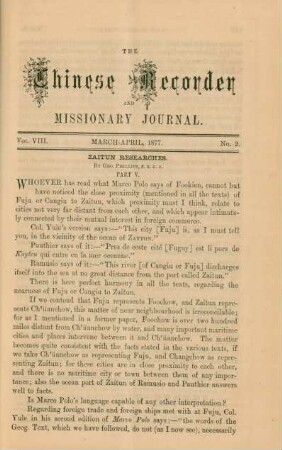 THE
Chinese Recorder
AND
MISSIONARY JOURNAL.
VOL. VIII. MARCH-APRIL, 1877. No. 2.
ZAITUN RESEARCHES.
BY GEO. PHILLIPS, F. R. G. S.
PART V.
WHOEVER has read what Marco Polo says of Fookien, cannot but
have noticed the close proximity (mentioned in all the texts) of
Fuju or Cangiu to Zaitun, which proximity must I think, relate to
cities not very far distant from each other, and which appear intimate-
ly connected by their mutual interest in foreign commerce.
Col. Yule's version says:—"This city [Fuju] is, as I must tell
you, in the vicinity of the ocean of ZAYTON."
Panthier says of it:—"Et ceste cité [Fuguy] est li pars de
Kayteu qui entre en la mer oceanne."
Ramusio says of it:—"This river [of Cangiu or Fuju] discharges
itself into the sea at no great distance from the part called Zaitun."
There is here perfect harmony in all the texts, regarding the
nearness of Fuju or Cangiu to Zaitun.
If we contend that Fuju represents Foochow, and Zaitun repre-
sents Ch'üanchow, this matter of near neighbourhood is irreconcilable;
for as I mentioned in a former paper, Foochow is over two hundred
miles distant from Ch'üanchow by water, and many important maritime
cities and places intervene between it and Ch'üanchow. The matter
becomes quite consistent with the facts stated in the various texts, if
we take Ch'üanchow as representing Fuju, and Changchow as repre-
senting Zaitun; for these cities are in close proximity to each other,
and there is no maritime city or town between them of any impor-
tance; also the ocean part of Zaitun of Ramusio and Panthier answers
well to facts.
Is Marco Polo's language capable of any other interpretation?
Regarding foreign trade and foreign ships met with at Fuju, Col.
Yule in his second edition of Marco Polo says:—"the words of the
Geog. Text, which we have followed, do not (as I now see), necessarily